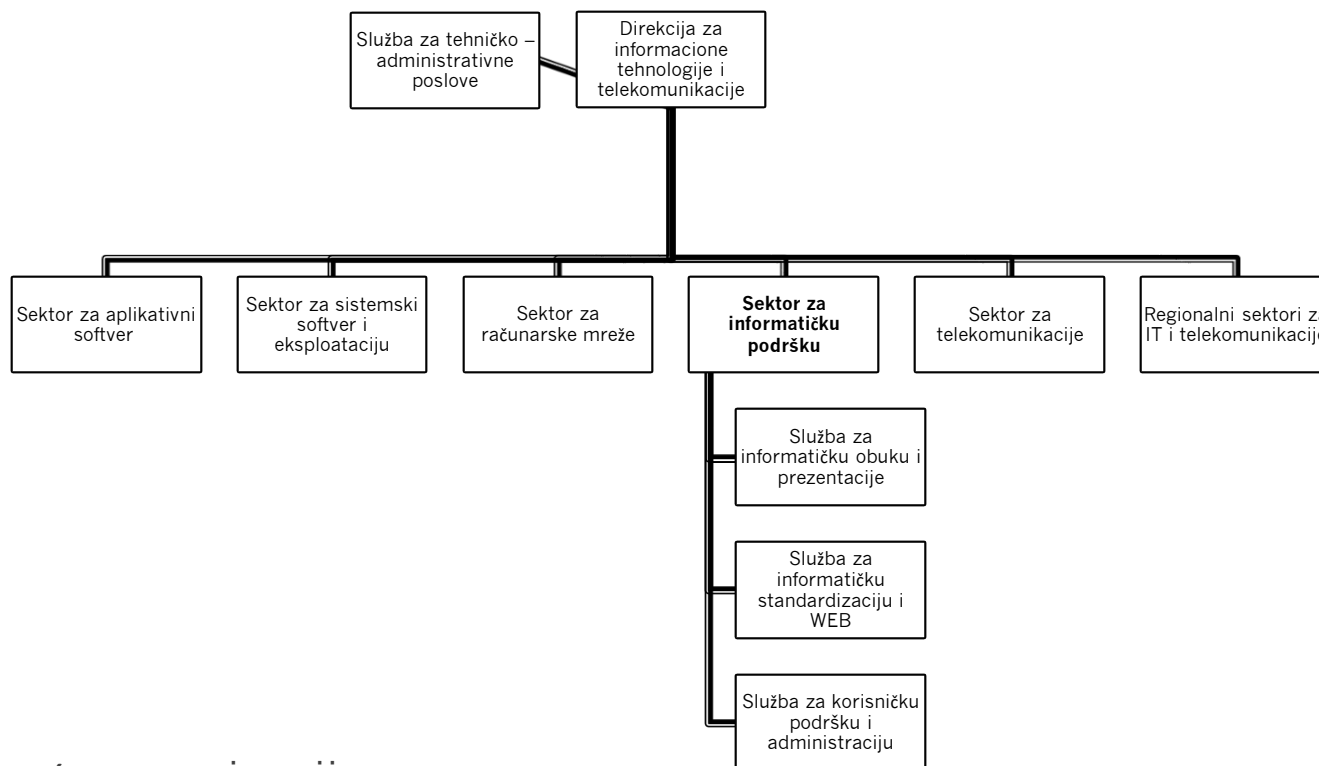 Služba za tehničko –
administrativne
poslove
Direkcija za
informacione
tehnologije i
telekomunikacije
Sektor za aplikativni
softver
Sektor za sistemski
softver i
eksploataciju
Sektor za
računarske mreže
Sektor za
informatičku
podršku
Sektor za
telekomunikacije
Regionalni sektori
IT i telekomunikacije
Služba za
informatičku obuku i
prezentacije
Služba za
informatičku
standardizaciju i
WEB
Služba za korisničku
podršku i
administraciju